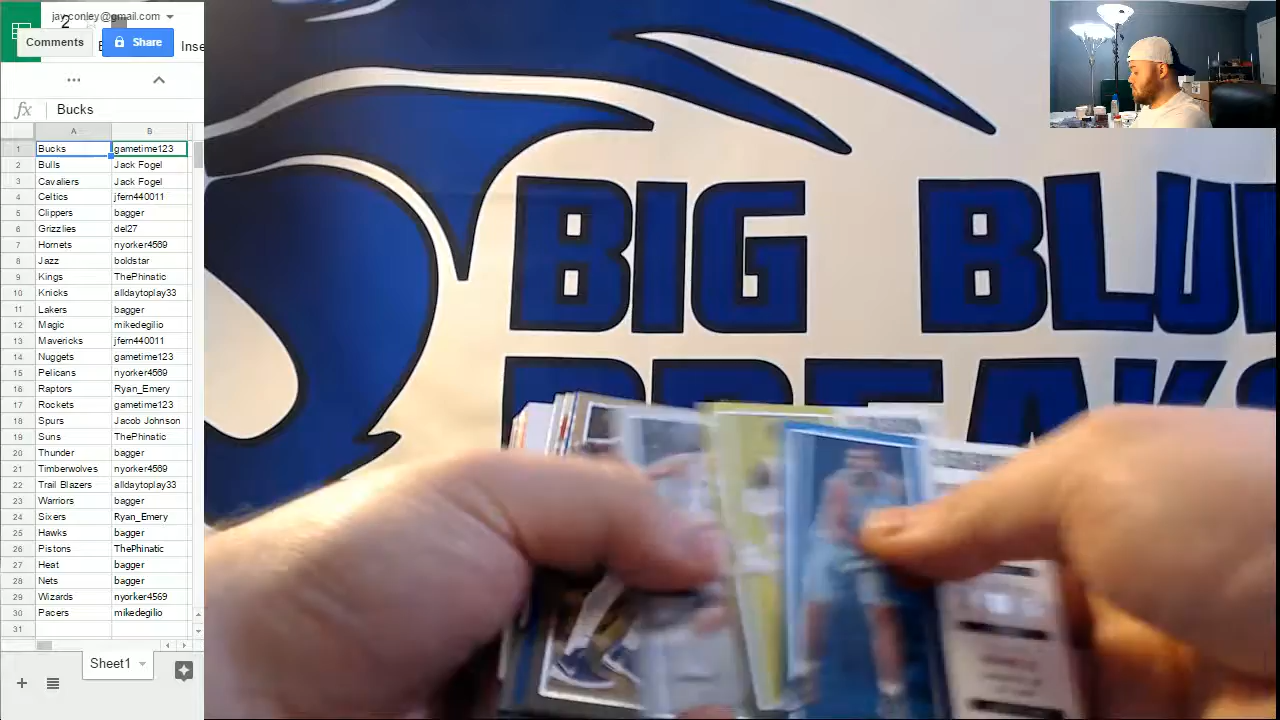 jay.conley@gmail.com
2
Comments
Share
Inse
fx Bucks
A B
1 Bucks gametime123
2 Bulls Jack Fogel
3 Cavaliers Jack Fogel
4 Celtics jfern440011
5 Clippers bagger
6 Grizzlies del27
7 Hornets nyorker4569
8 Jazz boldstar
9 Kings ThePhinatic
10 Knicks alldaytoplay33
11 Lakers bagger
12 Magic mikedegilio
13 Mavericks jfern440011
14 Nuggets gametime123
15 Pelicans nyorker4569
16 Raptors Ryan_Emery
17 Rockets gametime123
18 Spurs Jacob Johnson
19 Suns ThePhinatic
20 Thunder bagger
21 Timberwolves nyorker4569
22 Trail Blazers alldaytoplay33
23 Warriors bagger
24 Sixers Ryan_Emery
25 Hawks bagger
26 Pistons ThePhinatic
27 Heat bagger
28 Nets bagger
29 Wizards nyorker4569
30 Pacers mikedegilio
31
Sheet1
BIG BLU
BREAKS